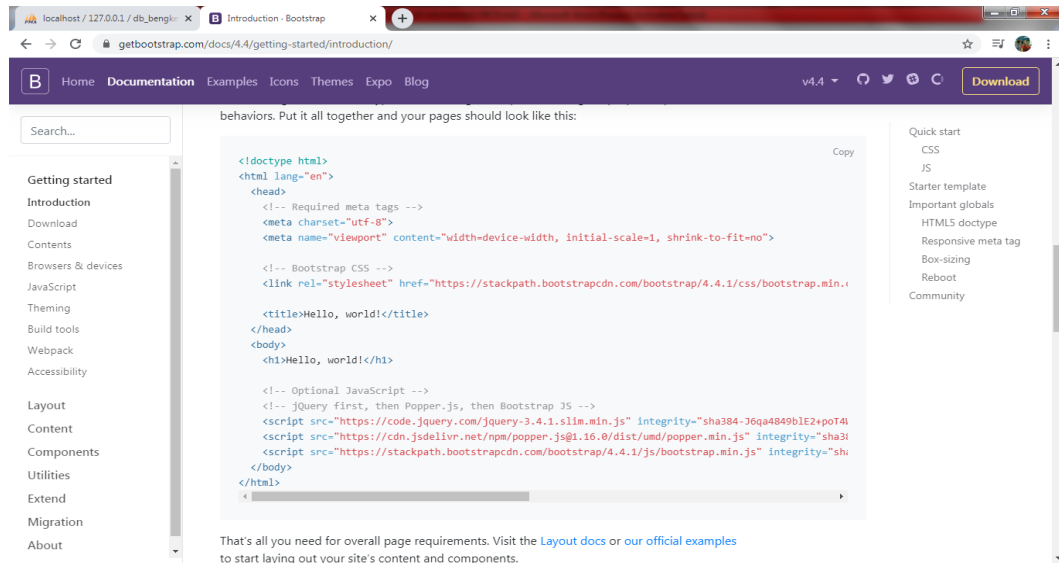 localhost / 127.0.0.1 / db_bengke
Introduction · Bootstrap
getbootstrap.com/docs/4.4/getting-started/introduction/
B Home Documentation Examples Icons Themes Expo Blog v4.4 Download
Search...
Getting started
Introduction
Download
Contents
Browsers & devices
JavaScript
Theming
Build tools
Webpack
Accessibility
Layout
Content
Components
Utilities
Extend
Migration
About
behaviors. Put it all together and your pages should look like this:
Copy
<!doctype html>
<html lang="en">
<head>
<!-- Required meta tags -->
<meta charset="utf-8">
<meta name="viewport" content="width=device-width, initial-scale=1, shrink-to-fit=no">
<!-- Bootstrap CSS -->
<link rel="stylesheet" href="https://stackpath.bootstrapcdn.com/bootstrap/4.4.1/css/bootstrap.min.c
<title>Hello, world!</title>
</head>
<body>
<h1>Hello, world!</h1>
<!-- Optional JavaScript -->
<!-- jQuery first, then Popper.js, then Bootstrap JS -->
<script src="https://code.jquery.com/jquery-3.4.1.slim.min.js" integrity="sha384-J6qa4849blE2+poT4
<script src="https://cdn.jsdelivr.net/npm/popper.js@1.16.0/dist/umd/popper.min.js" integrity="sha38
<script src="https://stackpath.bootstrapcdn.com/bootstrap/4.4.1/js/bootstrap.min.js" integrity="sha
</body>
</html>
That's all you need for overall page requirements. Visit the Layout docs or our official examples
to start laying out your site's content and components.
Quick start
CSS
JS
Starter template
Important globals
HTML5 doctype
Responsive meta tag
Box-sizing
Reboot
Community